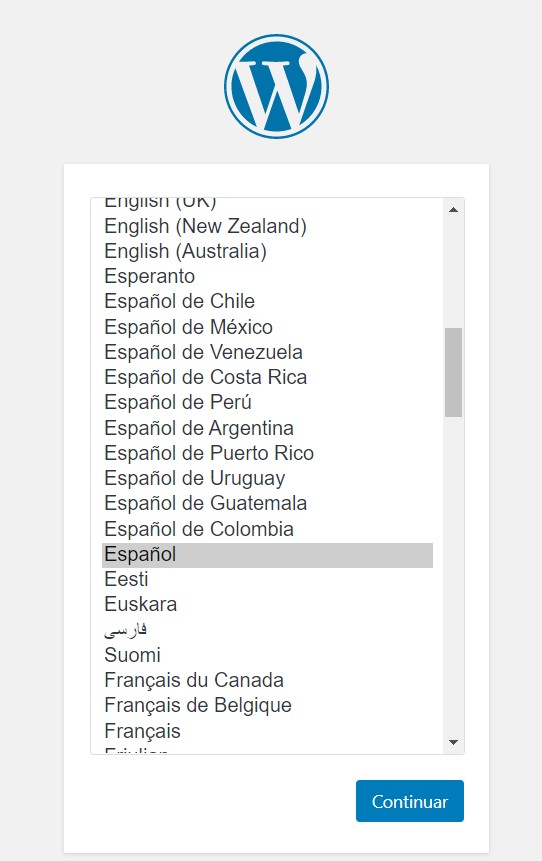 English (UK)
English (New Zealand)
English (Australia)
Esperanto
Español de Chile
Español de México
Español de Venezuela
Español de Costa Rica
Español de Perú
Español de Argentina
Español de Puerto Rico
Español de Uruguay
Español de Guatemala
Español de Colombia
Español
Eesti
Euskara
فارسی
Suomi
Français du Canada
Français de Belgique
Français
Friulian
Continuar